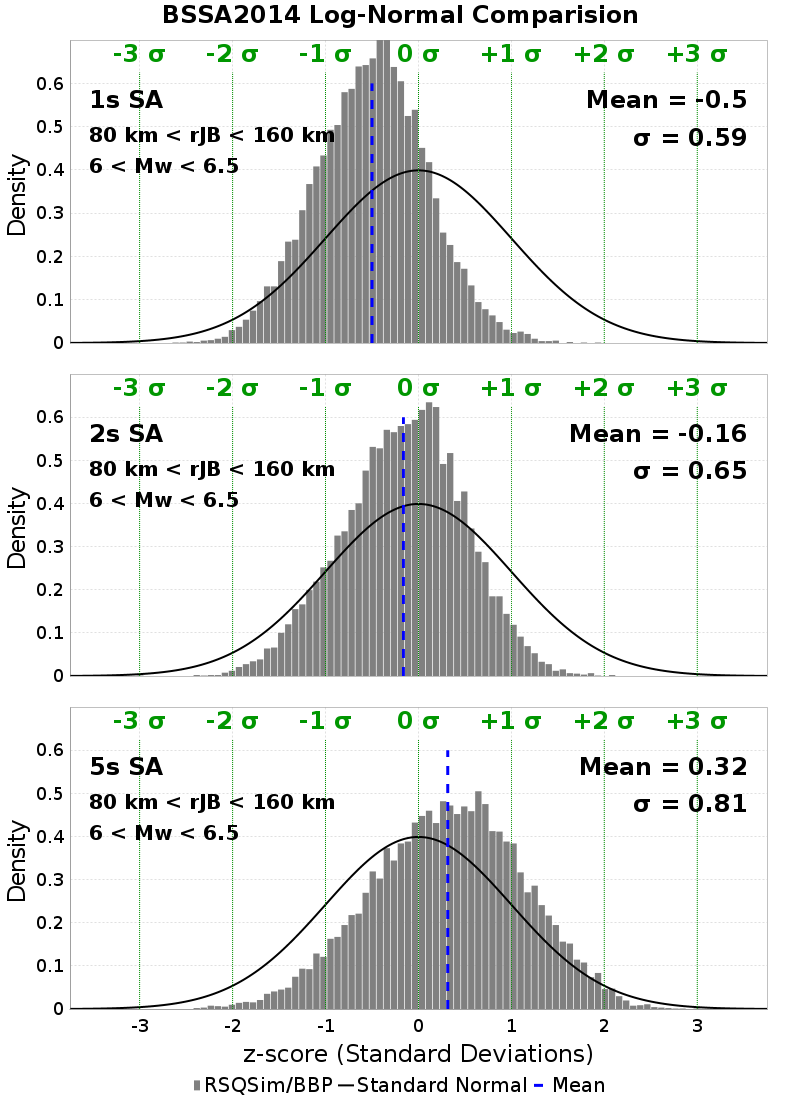 BSSA2014 Log-Normal Comparision
-3 σ -2 σ -1 σ 0 σ +1 σ +2 σ +3 σ
0.6
1s SA Mean = -0.5
0.5
80 km < rJB < 160 km σ = 0.59
0.4
6 < Mw < 6.5
0.3
0.2
0.1
0
Density
-3 σ -2 σ -1 σ 0 σ +1 σ +2 σ +3 σ
0.6
2s SA Mean = -0.16
0.5
80 km < rJB < 160 km σ = 0.65
0.4
6 < Mw < 6.5
0.3
0.2
0.1
0
Density
-3 σ -2 σ -1 σ 0 σ +1 σ +2 σ +3 σ
0.6
5s SA Mean = 0.32
0.5
80 km < rJB < 160 km σ = 0.81
0.4
6 < Mw < 6.5
0.3
0.2
0.1
0
Density
-3 -2 -1 0 1 2 3
z-score (Standard Deviations)
RSQSim/BBP Standard Normal Mean